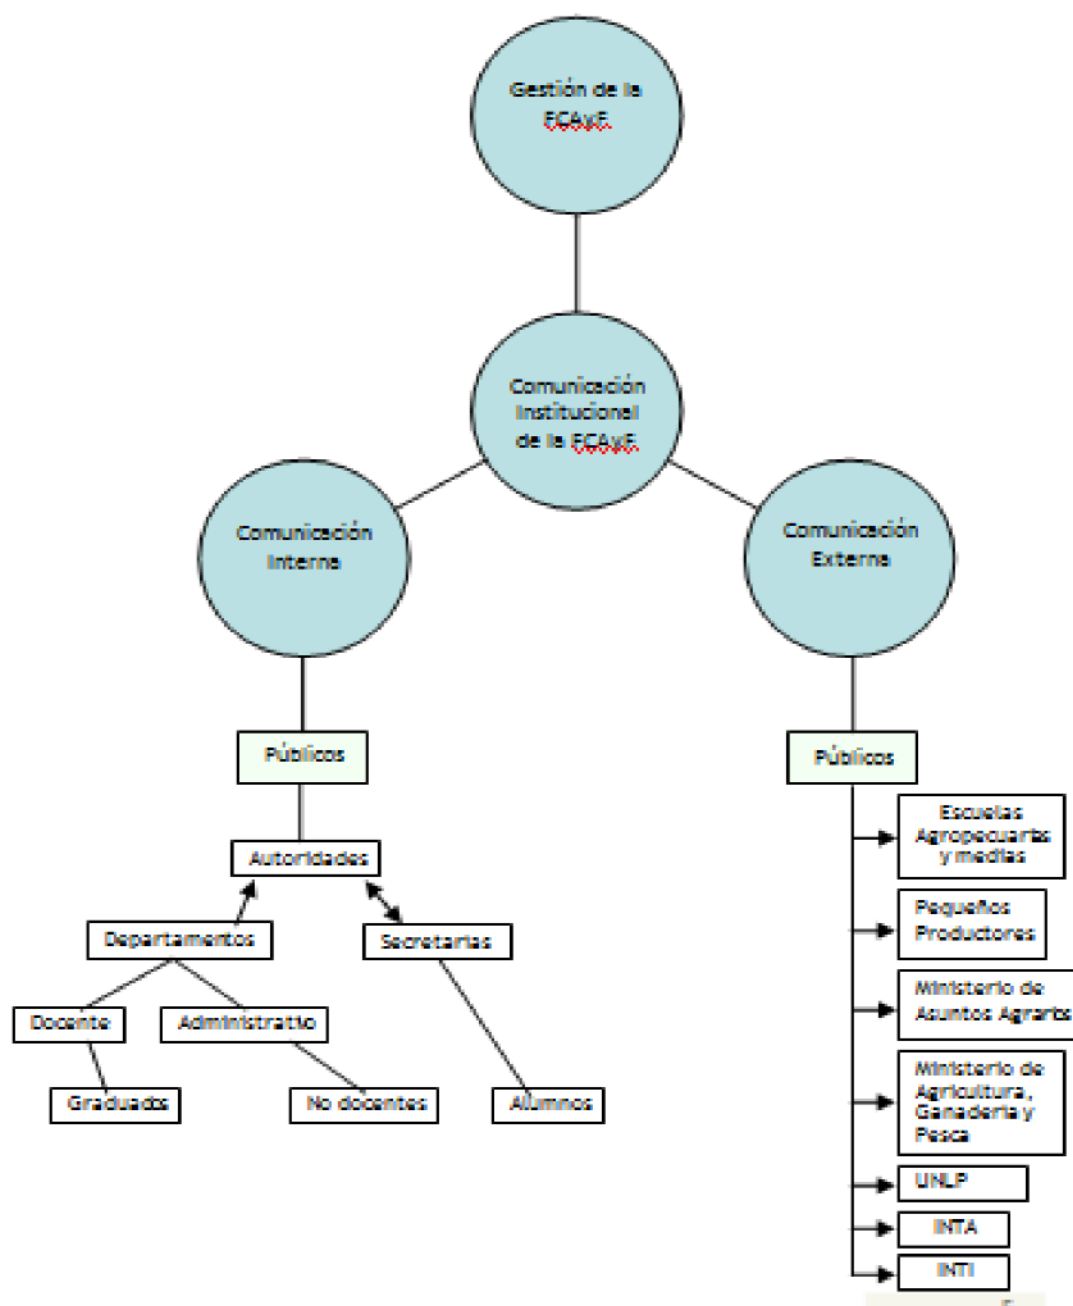 Gestión de la
FCAyF.
Comunicación
Institucional
de la FCAyF.
Comunicación
Interna
Comunicación
Externa
Públicos
Públicos
Autoridades
Departamentos
Secretarias
Docente
Administrativo
Graduados
No docentes
Alumnos
Escuelas
Agropecuarias
y medias
Pequeños
Productores
Ministerio de
Asuntos Agrarios
Ministerio de
Agricultura,
Ganaderia y
Pesca
UNLP
INTA
INTI